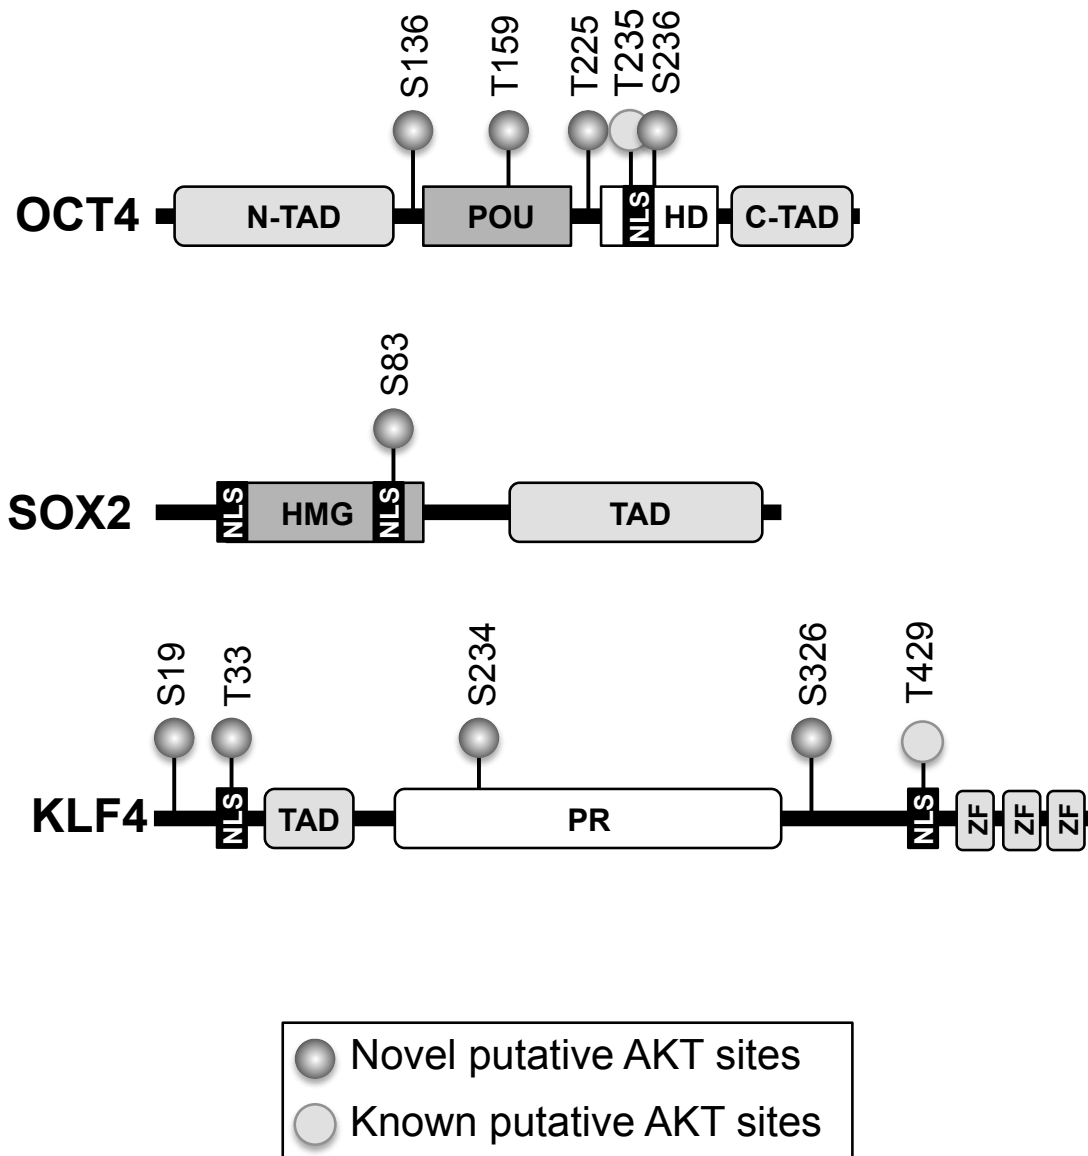 S136
T159
T225
T235
S236
OCT4
N-TAD
POU
NLS
HD
C-TAD
S83
SOX2
NLS
HMG
NLS
TAD
S19
T33
S234
S326
T429
KLF4
NLS
TAD
PR
NLS
ZF
ZF
ZF
Novel putative AKT sites
Known putative AKT sites